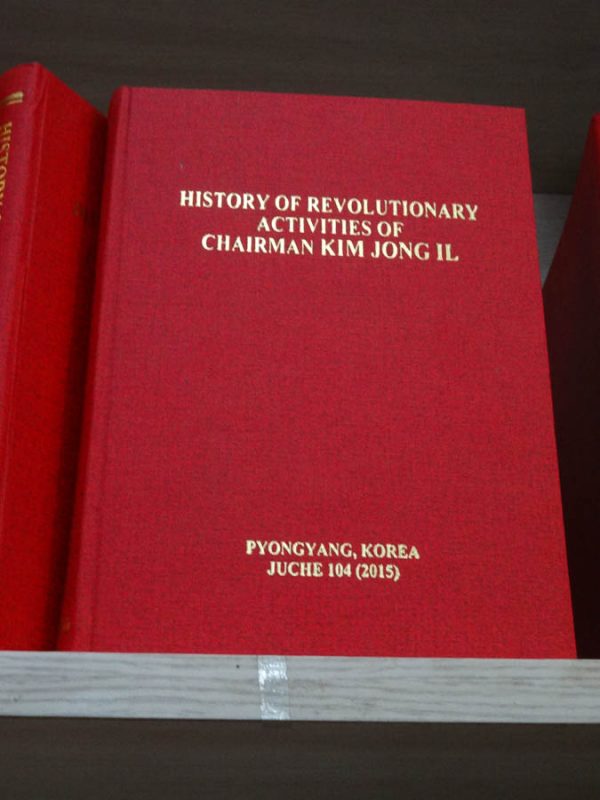 HISTORY OF REVOLUTIONARY
ACTIVITIES OF
CHAIRMAN KIM JONG IL
PYONGYANG, KOREA
JUCHE 104 (2015)